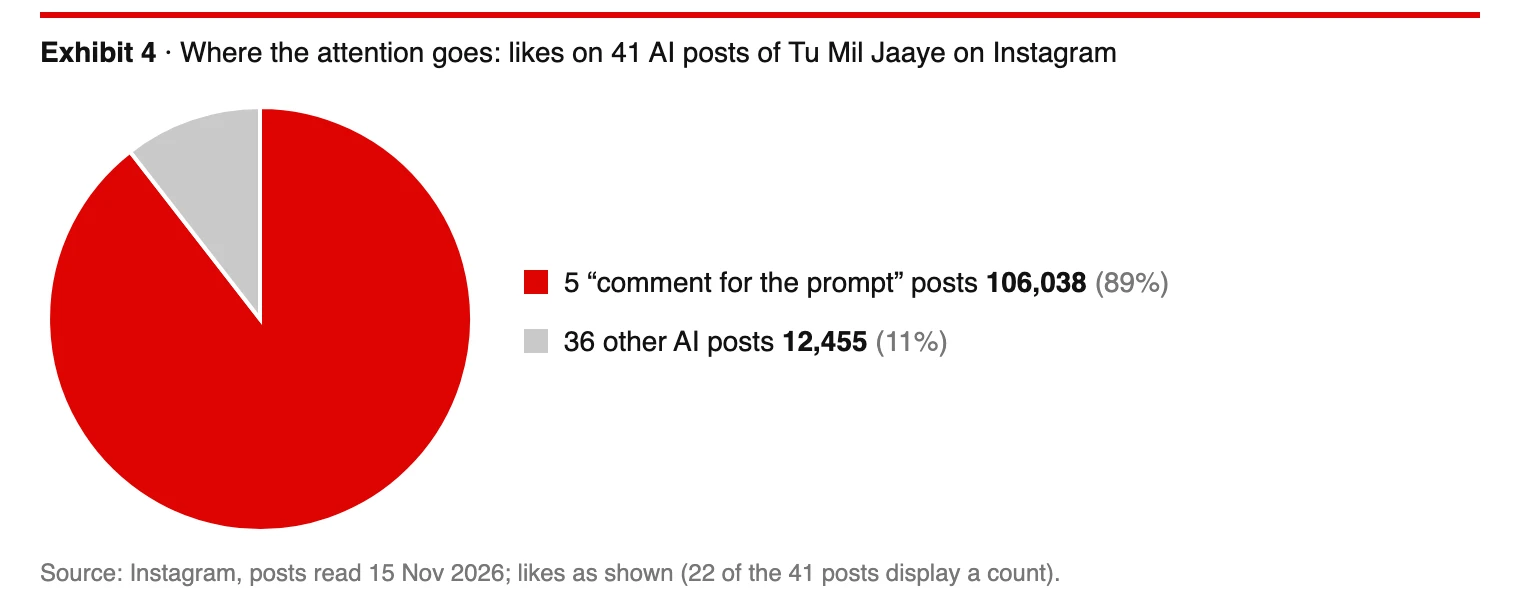 Exhibit 4 · Where the attention goes: likes on 41 AI posts of Tu Mil Jaaye on Instagram
5 “comment for the prompt” posts 106,038 (89%)
36 other AI posts 12,455 (11%)
Source: Instagram, posts read 15 Nov 2026; likes as shown (22 of the 41 posts display a count).